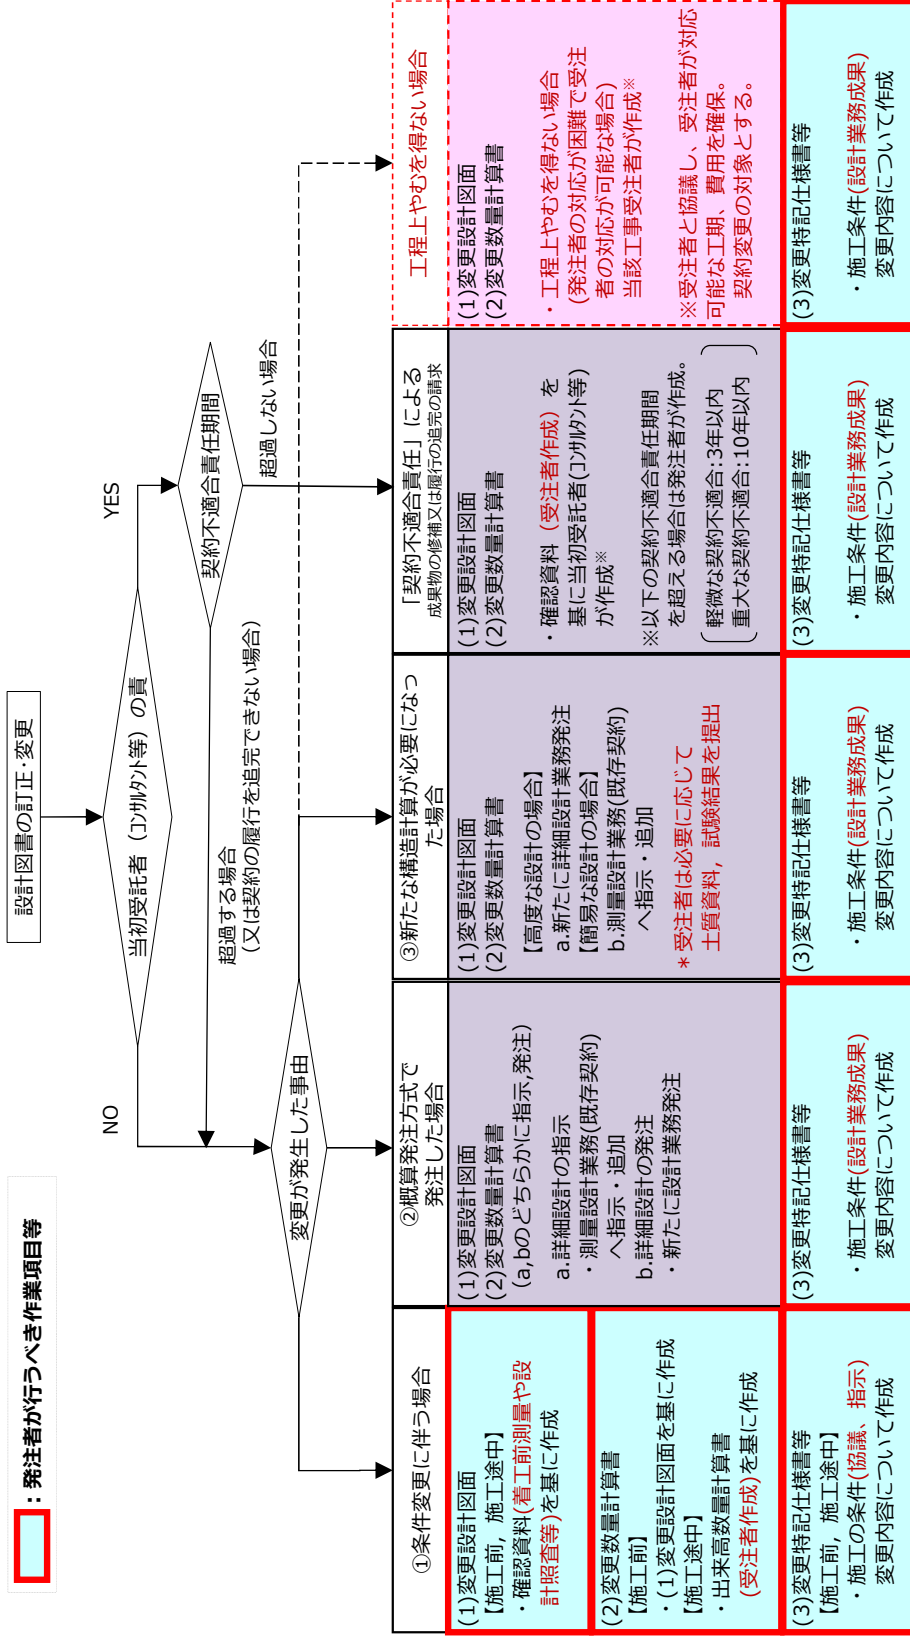 ：発注者が行うべき作業項目等
設計図書の訂正・変更
当初受託者（ｺﾝｻﾙﾀﾝﾄ等）の責
NO
YES
契約不適合責任期間
超過する場合
(又は契約の履行を追完できない場合)
超過しない場合
変更が発生した事由
①条件変更に伴う場合
(1)変更設計図面
【施工前，施工途中】
・確認資料(着工前測量や設
計照査等)を基に作成
(2)変更数量計算書
【施工前】
・(1)変更設計図面を基に作成
【施工途中】
・出来高数量計算書
(受注者作成)を基に作成
(3)変更特記仕様書等
【施工前，施工途中】
・施工の条件(協議、指示)
変更内容について作成
②概算発注方式で
発注した場合
(1)変更設計図面
(2)変更数量計算書
(a,bのどちらかに指示,発注)
a.詳細設計の指示
・測量設計業務(既存契約)
へ指示・追加
b.詳細設計の発注
・新たに設計業務発注
(3)変更特記仕様書等
・施工条件(設計業務成果)
変更内容について作成
③新たな構造計算が必要になっ
た場合
(1)変更設計図面
(2)変更数量計算書
【高度な設計の場合】
a.新たに詳細設計業務発注
【簡易な設計の場合】
b.測量設計業務(既存契約)
へ指示・追加
＊受注者は必要に応じて
土質資料，試験結果を提出
(3)変更特記仕様書等
・施工条件(設計業務成果)
変更内容について作成
「契約不適合責任」による
成果物の修補又は履行の追完の請求
(1)変更設計図面
(2)変更数量計算書
・確認資料（受注者作成）を
基に当初受託者(ｺﾝｻﾙﾀﾝﾄ等)
が作成※
※以下の契約不適合責任期間
を超える場合は発注者が作成。
軽微な契約不適合:3年以内
重大な契約不適合:10年以内
(3)変更特記仕様書等
・施工条件(設計業務成果)
変更内容について作成
工程上やむを得ない場合
(1)変更設計図面
(2)変更数量計算書
・工程上やむを得ない場合
(発注者の対応が困難で受注
者の対応が可能な場合)
当該工事受注者が作成※
※受注者と協議し、受注者が対応
可能な工期、費用を確保。
契約変更の対象とする。
(3)変更特記仕様書等
・施工条件(設計業務成果)
変更内容について作成